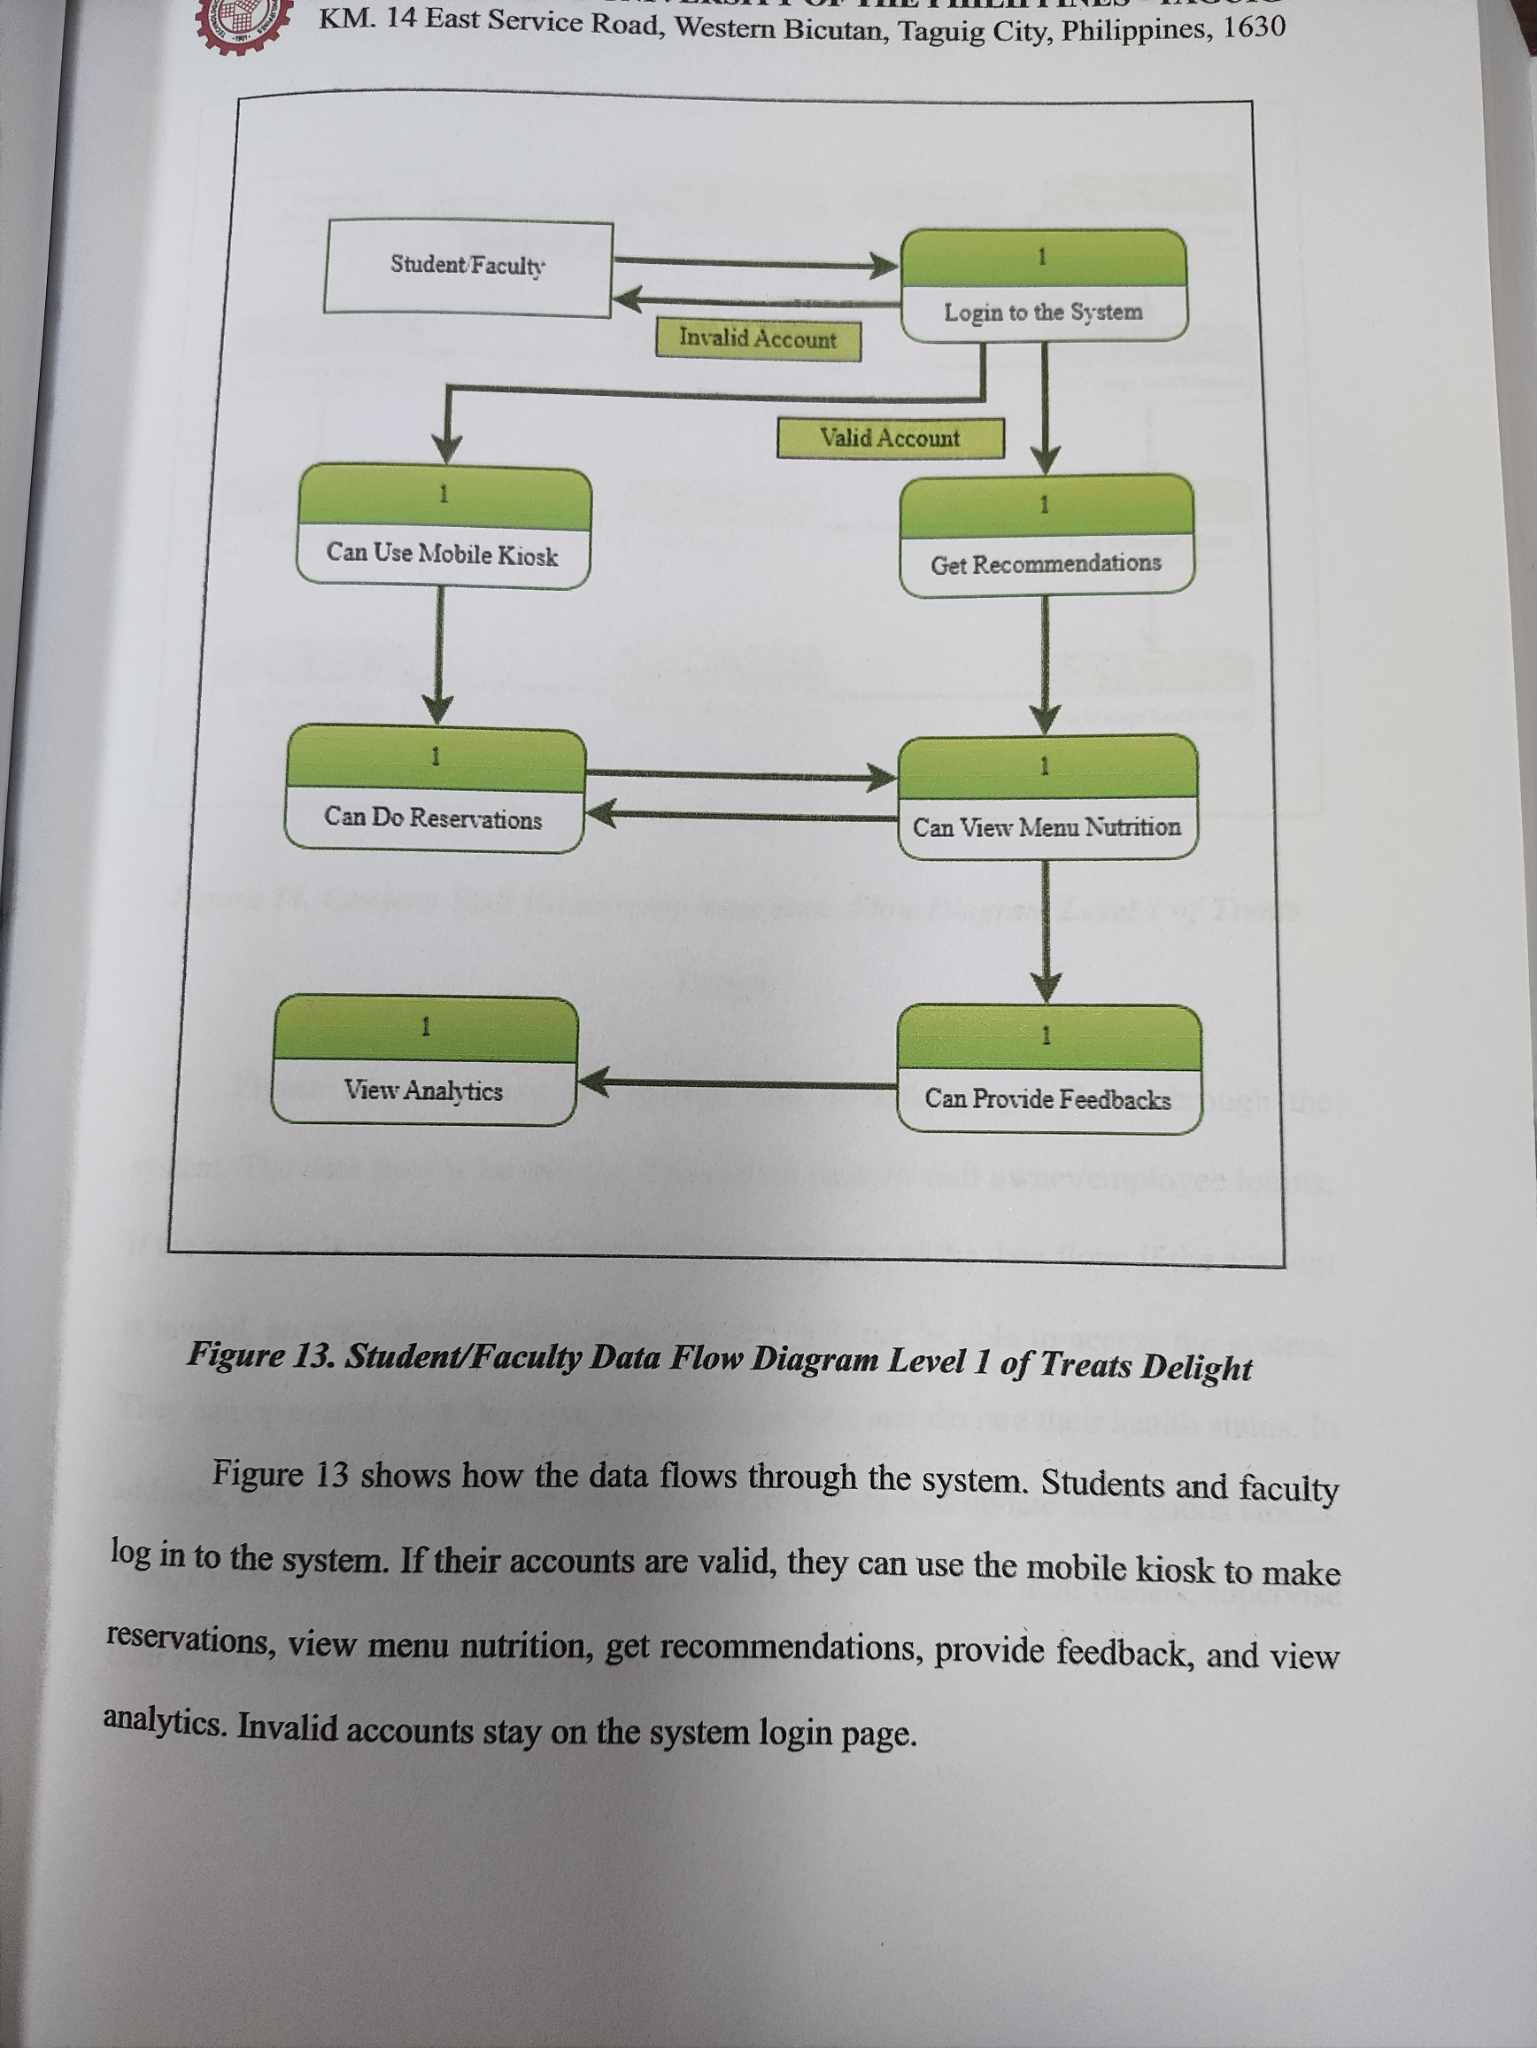 UNIVERSITY OF THE PHILIPPINES - TAGUIG
KM. 14 East Service Road, Western Bicutan, Taguig City, Philippines, 1630
Student/Faculty
1
Login to the System
Invalid Account
Valid Account
1
Can Use Mobile Kiosk
1
Get Recommendations
1
Can Do Reservations
1
Can View Menu Nutrition
1
View Analytics
1
Can Provide Feedbacks
Figure 13. Student/Faculty Data Flow Diagram Level 1 of Treats Delight
Figure 13 shows how the data flows through the system. Students and faculty
log in to the system. If their accounts are valid, they can use the mobile kiosk to make
reservations, view menu nutrition, get recommendations, provide feedback, and view
analytics. Invalid accounts stay on the system login page.